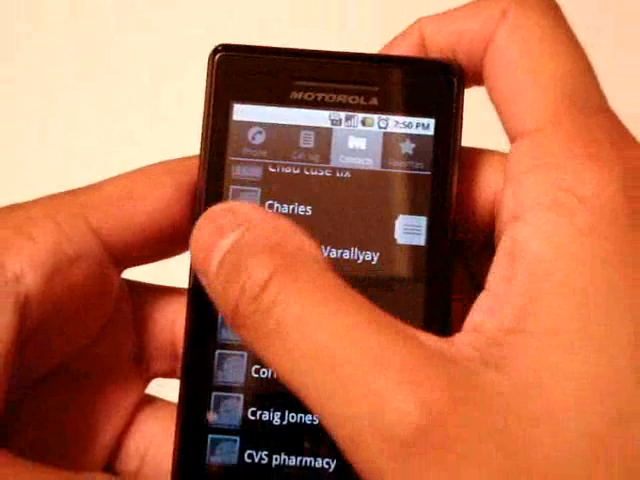 MOTOROLA
7:50 PM
Phone
Call log
Contacts
Favorites
Charles
Varallyay
Craig Jones
CVS pharmacy